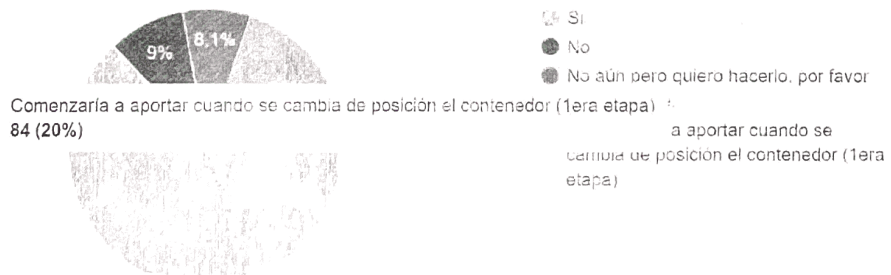 9%
8,1%
Sí
No
No aún pero quiero hacerlo, por favor
Comenzaría a aportar cuando se cambia de posición el contenedor (1era etapa)
84 (20%)
a aportar cuando se
cambia de posición el contenedor (1era
etapa)